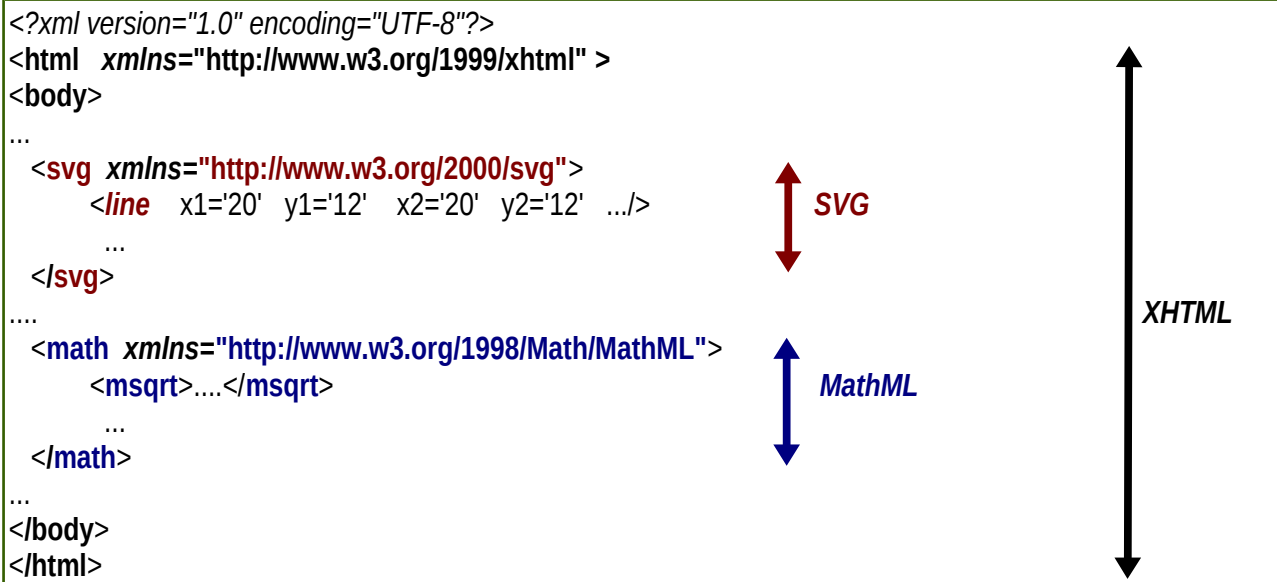 <?xml version="1.0" encoding="UTF-8"?>
<html xmlns="http://www.w3.org/1999/xhtml" >
<body>
...
<svg xmlns="http://www.w3.org/2000/svg">
<line x1='20' y1='12' x2='20' y2='12' .../>
SVG
...
</svg>
....
XHTML
<math xmlns="http://www.w3.org/1998/Math/MathML">
<msqrt>....</msqrt>
MathML
...
</math>
...
</body>
</html>